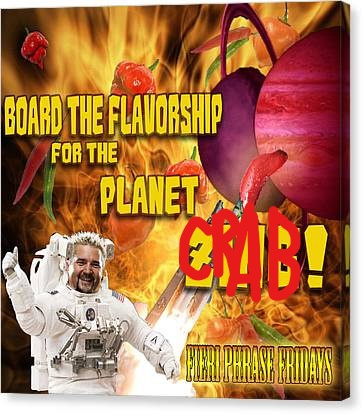 BOARD THE FLAVORSHIP
FOR THE
PLANET
CRAB!
FIERI PHRASE FRIDAYS